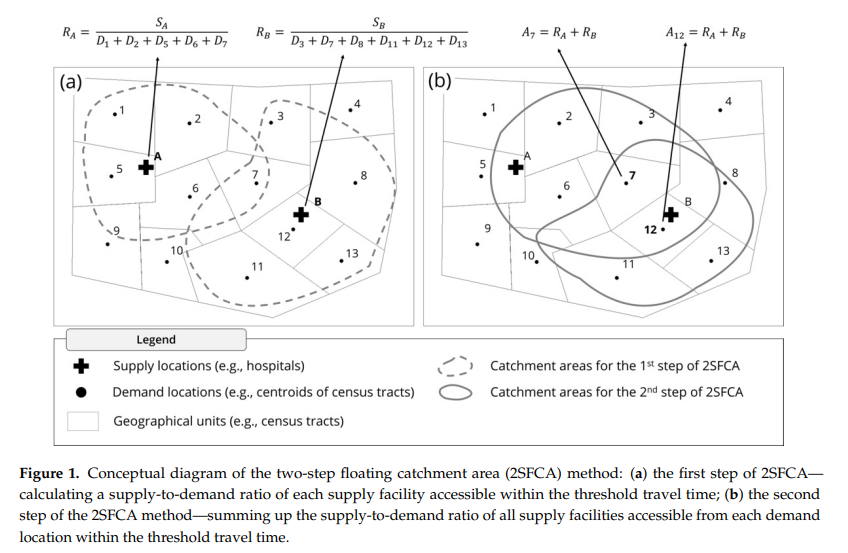 R_A = S_A / (D_1 + D_2 + D_5 + D_6 + D_7)
R_B = S_B / (D_3 + D_7 + D_8 + D_11 + D_12 + D_13)
A_7 = R_A + R_B
A_12 = R_A + R_B
(a)
1
2
3
4
A
5
6
7
8
B
9
10
11
12
13
(b)
1
2
3
4
A
5
6
7
8
B
9
10
11
12
13
Legend
Supply locations (e.g., hospitals)
Demand locations (e.g., centroids of census tracts)
Geographical units (e.g., census tracts)
Catchment areas for the 1st step of 2SFCA
Catchment areas for the 2nd step of 2SFCA
Figure 1. Conceptual diagram of the two-step floating catchment area (2SFCA) method: (a) the first step of 2SFCA—
calculating a supply-to-demand ratio of each supply facility accessible within the threshold travel time; (b) the second
step of the 2SFCA method—summing up the supply-to-demand ratio of all supply facilities accessible from each demand
location within the threshold travel time.